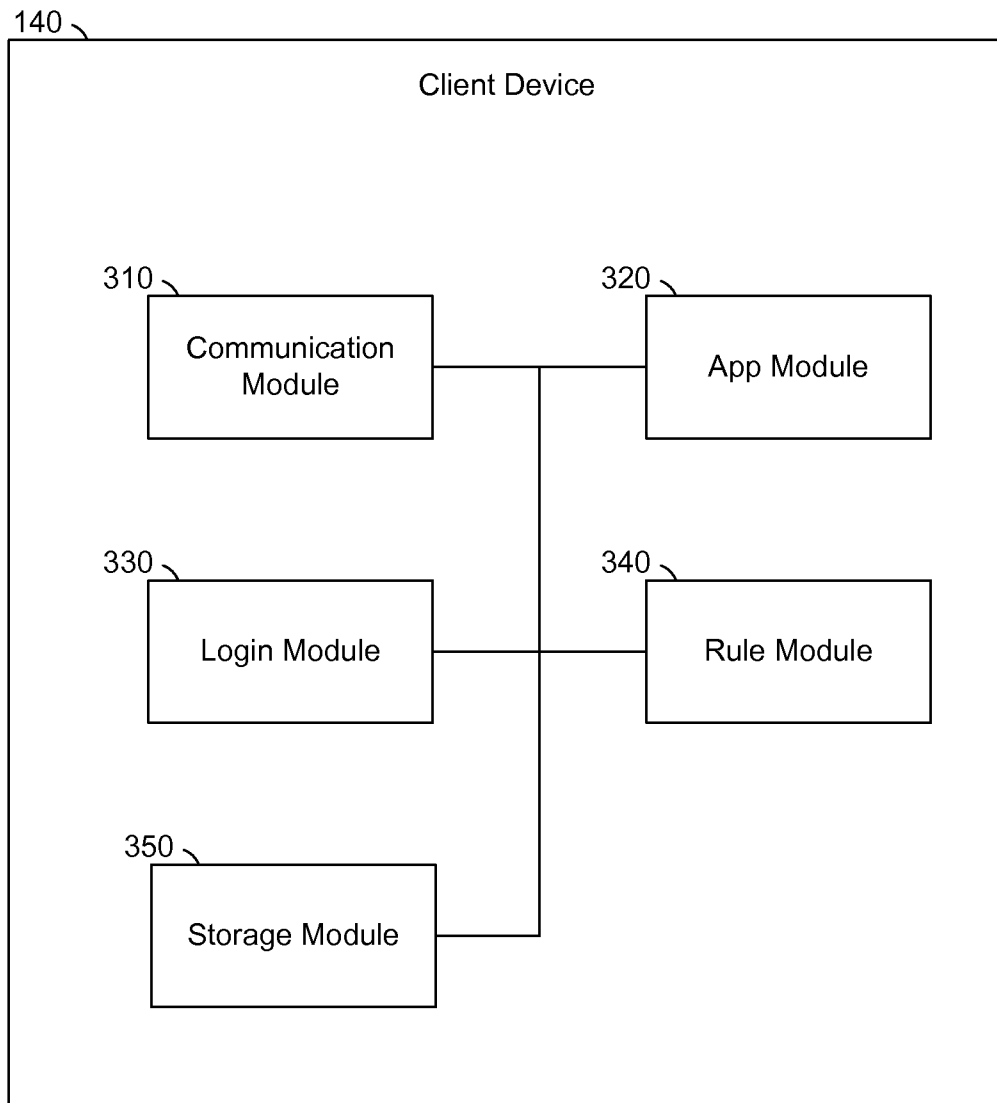 140
Client Device
310
Communication
Module
320
App Module
330
Login Module
340
Rule Module
350
Storage Module